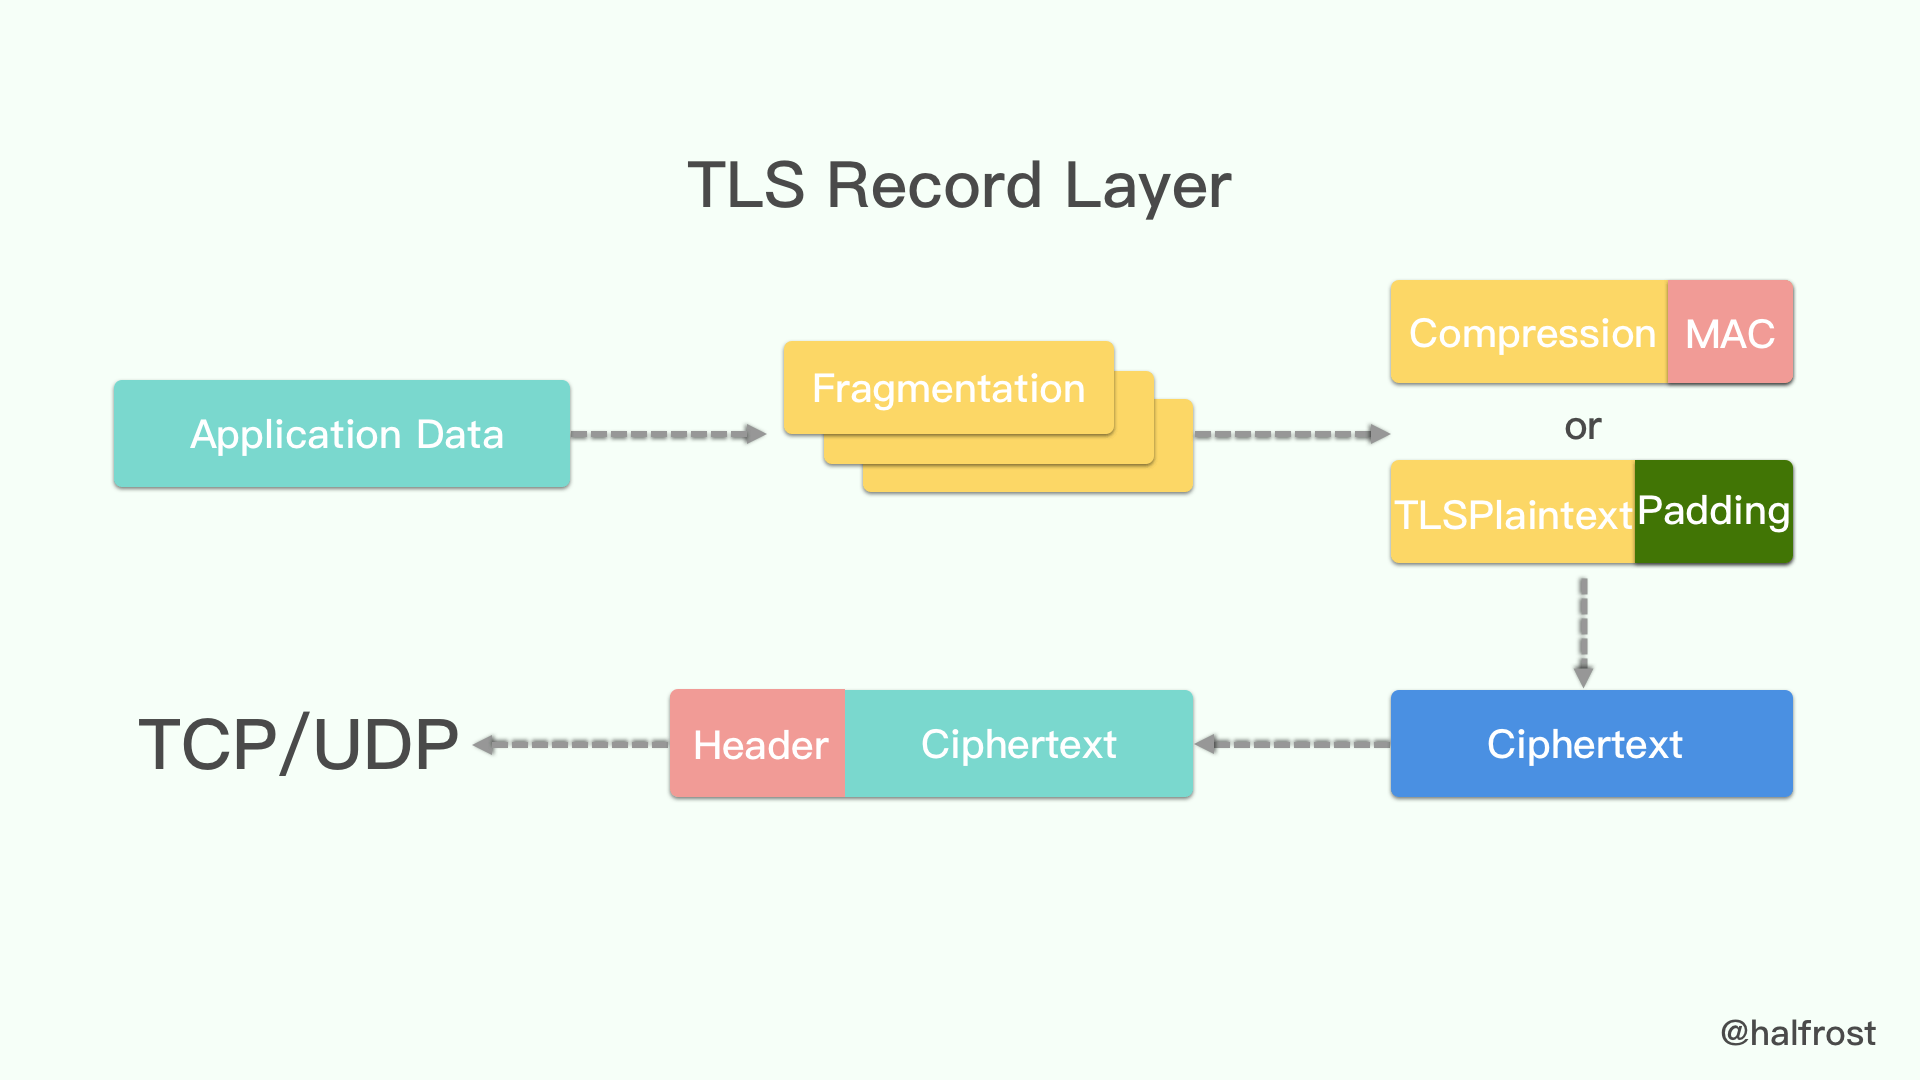 TLS Record Layer
Application Data
Fragmentation
Compression MAC
or
TLSPlaintext Padding
Ciphertext
Header Ciphertext
TCP/UDP
@halfrost